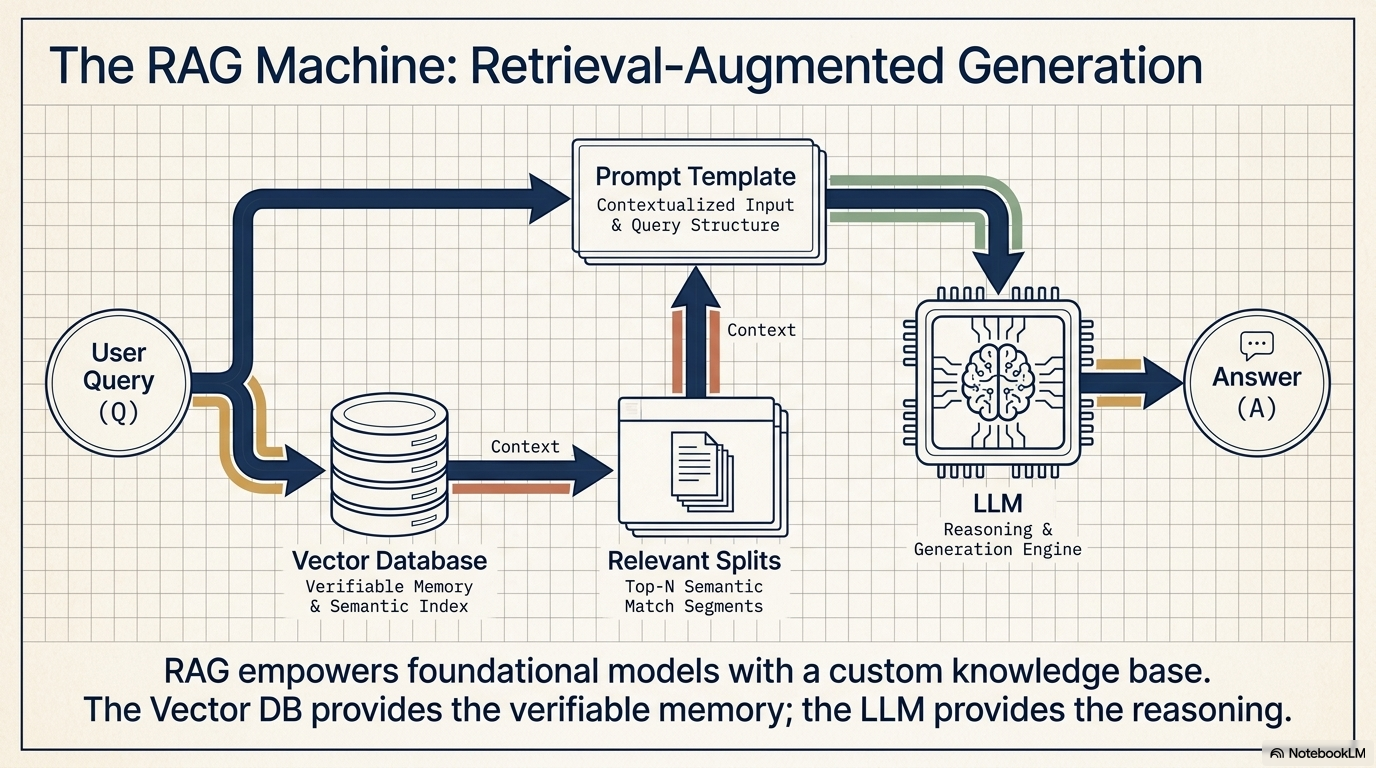 The RAG Machine: Retrieval-Augmented Generation
Prompt Template
Contextualized Input
& Query Structure
User
Query
(Q)
Context
Context
Answer
(A)
Vector Database
Verifiable Memory
& Semantic Index
Relevant Splits
Top-N Semantic
Match Segments
LLM
Reasoning &
Generation Engine
RAG empowers foundational models with a custom knowledge base.
The Vector DB provides the verifiable memory; the LLM provides the reasoning.
NotebookLM